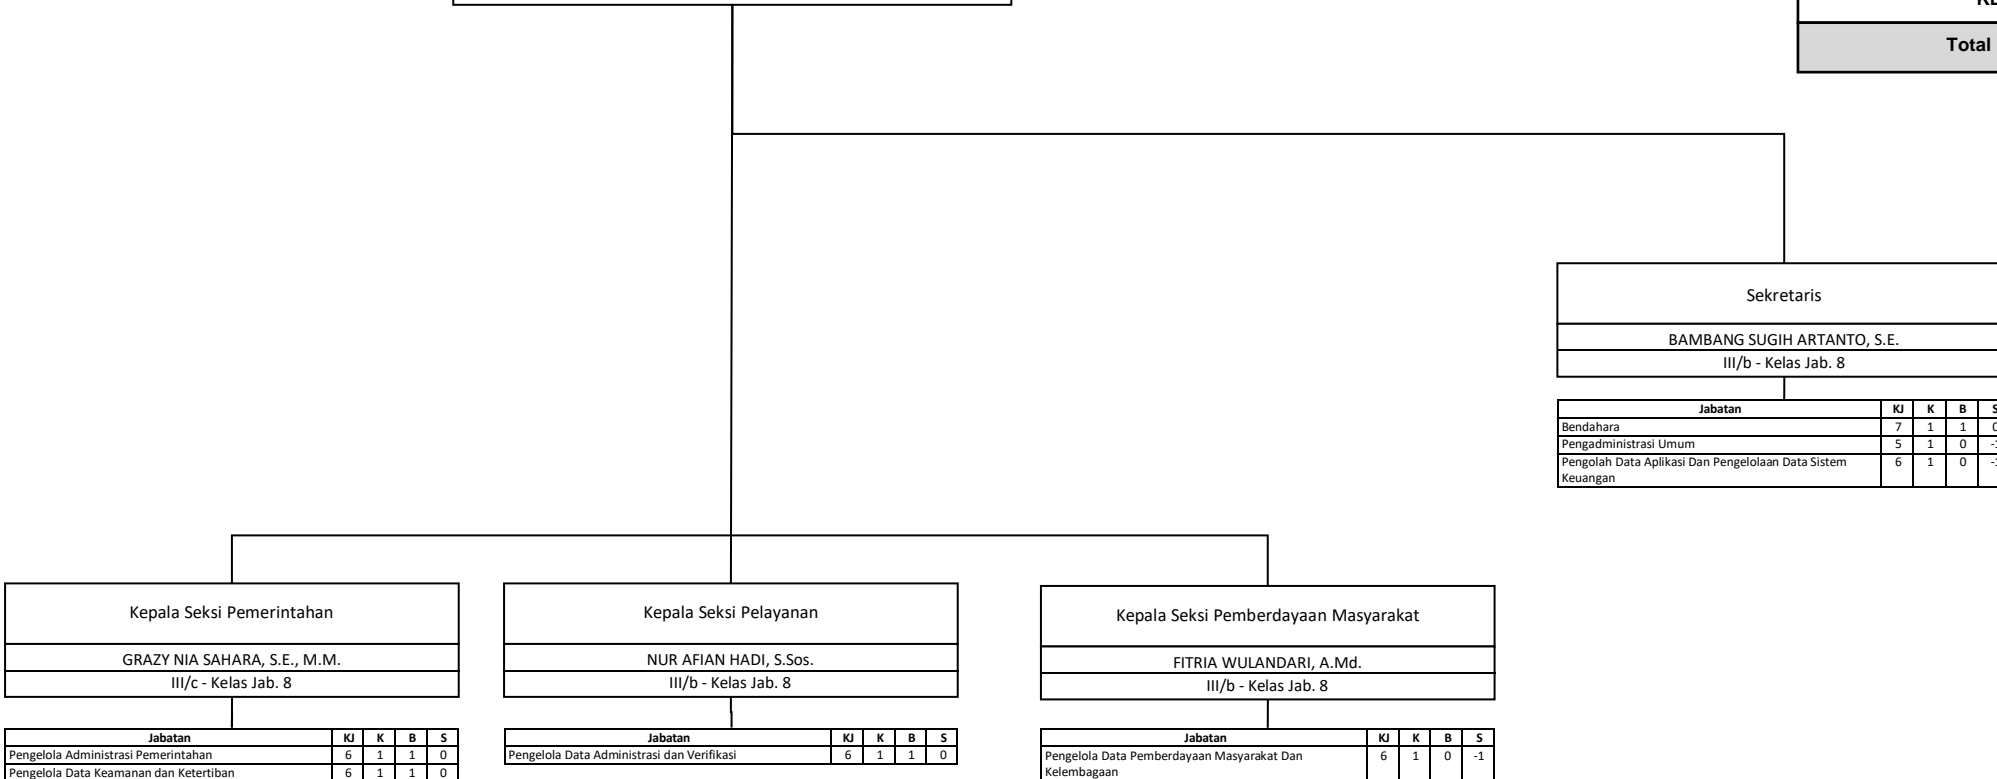 Total
Sekretaris
BAMBANG SUGIH ARTANTO, S.E.
III/b - Kelas Jab. 8
Jabatan KJ K B S
Bendahara 7 1 1 0
Pengadministrasi Umum 5 1 0 -1
Pengolah Data Aplikasi Dan Pengelolaan Data Sistem 6 1 0 -1
Keuangan
Kepala Seksi Pemerintahan
GRAZY NIA SAHARA, S.E., M.M.
III/c - Kelas Jab. 8
Jabatan KJ K B S
Pengelola Administrasi Pemerintahan 6 1 1 0
Pengelola Data Keamanan dan Ketertiban 6 1 1 0
Kepala Seksi Pelayanan
NUR AFIAN HADI, S.Sos.
III/b - Kelas Jab. 8
Jabatan KJ K B S
Pengelola Data Administrasi dan Verifikasi 6 1 1 0
Kepala Seksi Pemberdayaan Masyarakat
FITRIA WULANDARI, A.Md.
III/b - Kelas Jab. 8
Jabatan KJ K B S
Pengelola Data Pemberdayaan Masyarakat Dan 6 1 0 -1
Kelembagaan